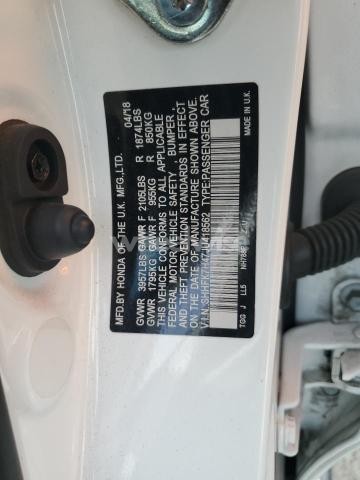 MFD.BY HONDA OF THE U.K. MFG.,LTD. 04/18
GVWR 3957LBS GAWR F 2105LBS R 1874LBS
GVWR 1795KG GAWR F 955KG R 850KG
THIS VEHICLE CONFORMS TO ALL APPLICABLE
FEDERAL MOTOR VEHICLE SAFETY, BUMPER,
AND THEFT PREVENTION STANDARDS IN EFFECT
ON THE DATE OF MANUFACTURE SHOWN ABOVE.
V.I.N. TYPE:PASSENGER CAR
TGG J LL5 MADE IN U.K.